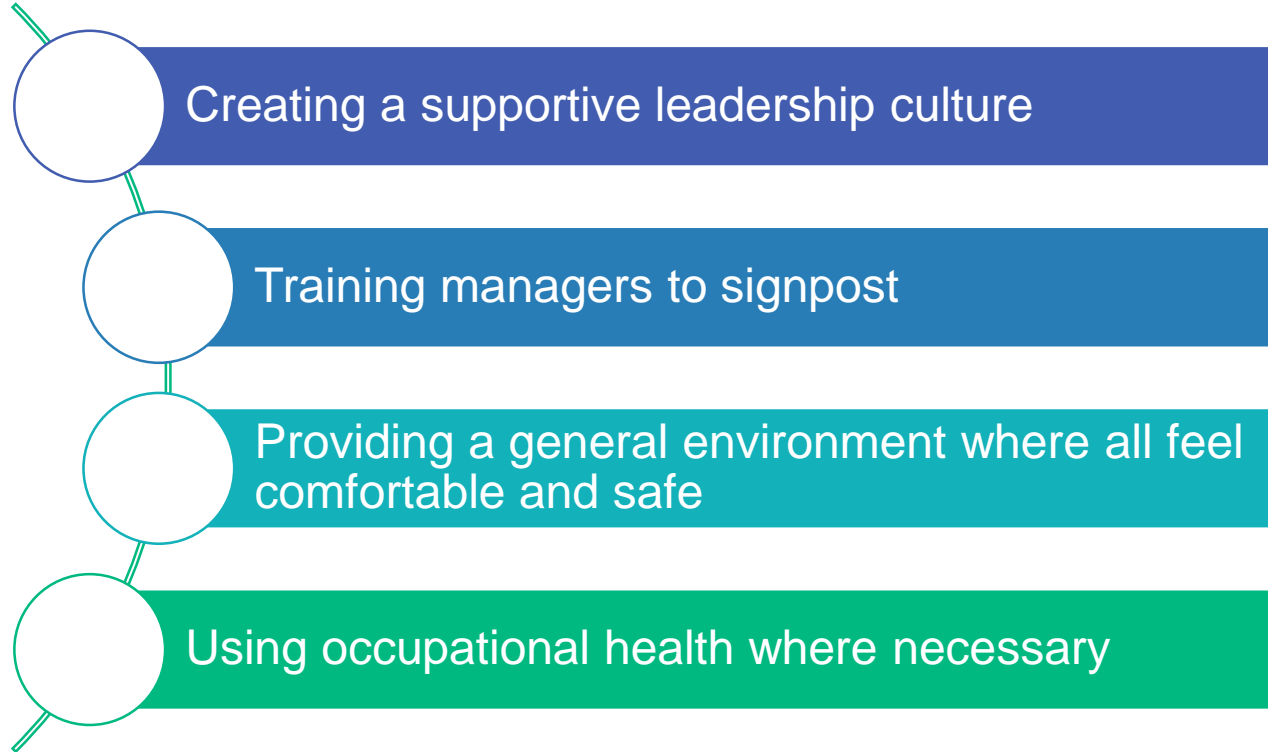 Creating a supportive leadership culture
Training managers to signpost
Providing a general environment where all feel
comfortable and safe
Using occupational health where necessary